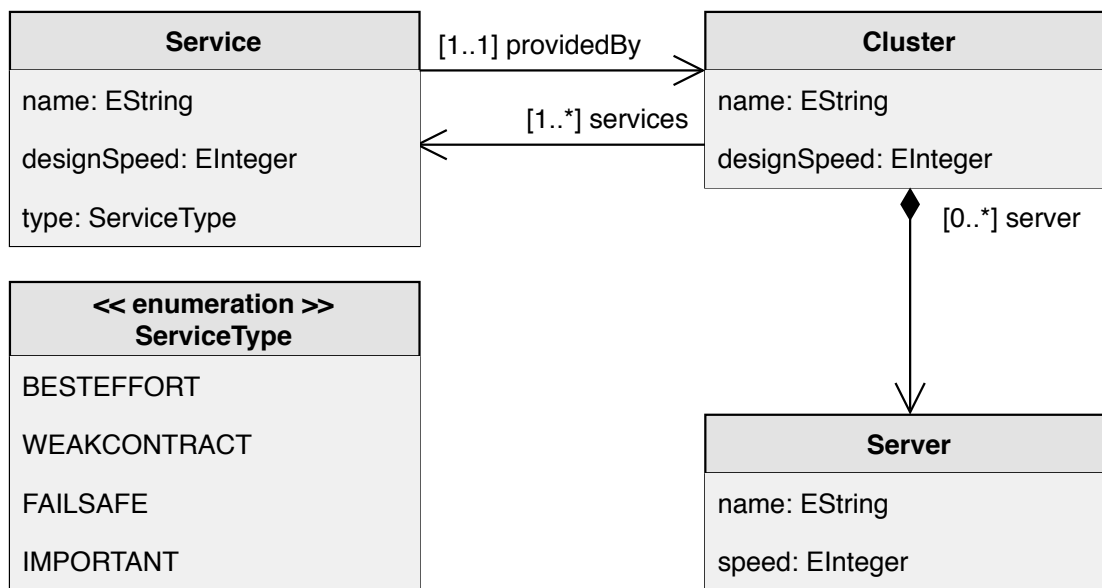 Service
name: EString
designSpeed: EInteger
type: ServiceType
[1..1] providedBy
[1..*] services
Cluster
name: EString
designSpeed: EInteger
[0..*] server
<< enumeration >>
ServiceType
BESTEFFORT
WEAKCONTRACT
FAILSAFE
IMPORTANT
Server
name: EString
speed: EInteger